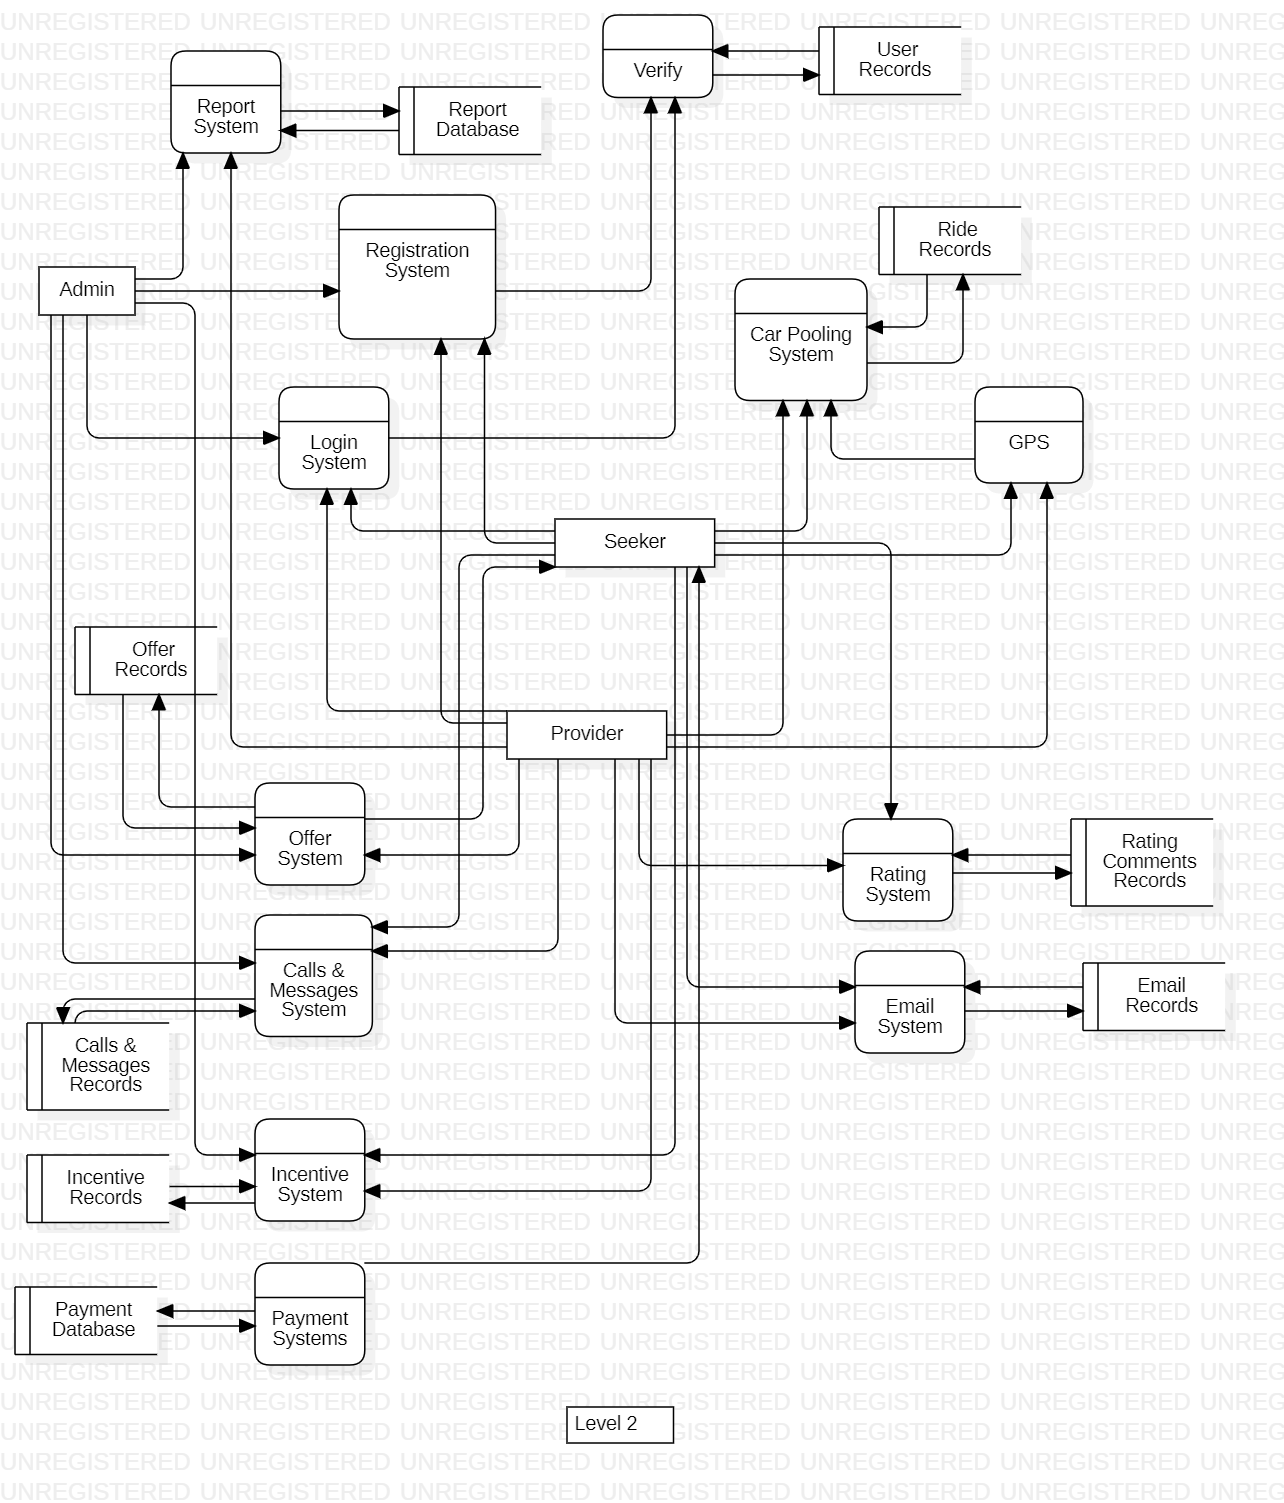 Verify
User
Records
Report
System
Report
Database
Registration
System
Ride
Records
Admin
Car Pooling
System
Login
System
GPS
Seeker
Offer
Records
Provider
Offer
System
Rating
System
Rating
Comments
Records
Calls &
Messages
System
Email
System
Email
Records
Calls &
Messages
Records
Incentive
System
Incentive
Records
Payment
Systems
Payment
Database
Level 2
UNREGISTERED